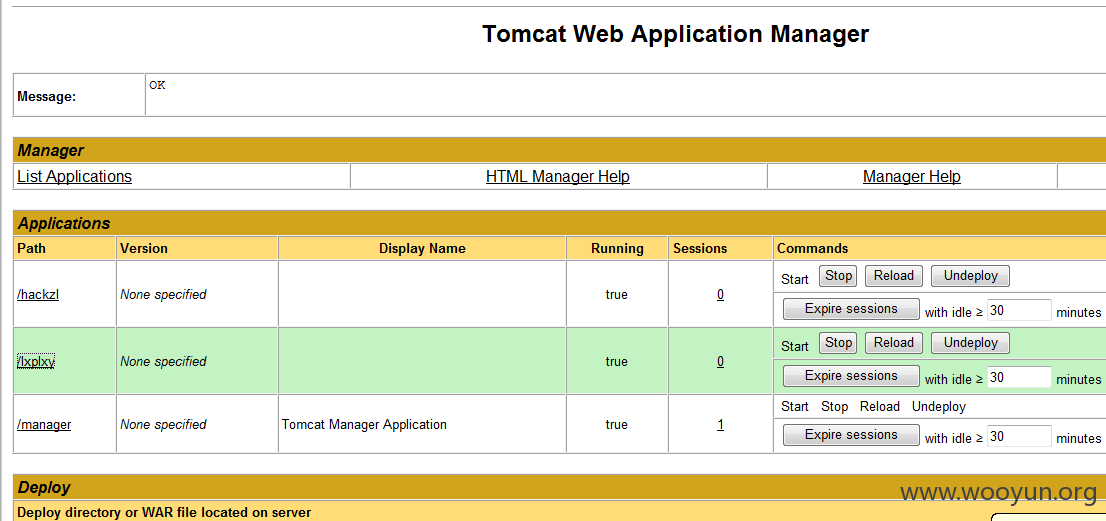 Tomcat Web Application Manager
Message: OK
Manager
List Applications HTML Manager Help Manager Help
Applications
Path Version Display Name Running Sessions Commands
/hackzl None specified true 0 Start Stop Reload Undeploy
Expire sessions with idle ≥ 30 minutes
/lxplxy None specified true 0 Start Stop Reload Undeploy
Expire sessions with idle ≥ 30 minutes
/manager None specified Tomcat Manager Application true 1 Start Stop Reload Undeploy
Expire sessions with idle ≥ 30 minutes
Deploy
www.wooyun.org
Deploy directory or WAR file located on server